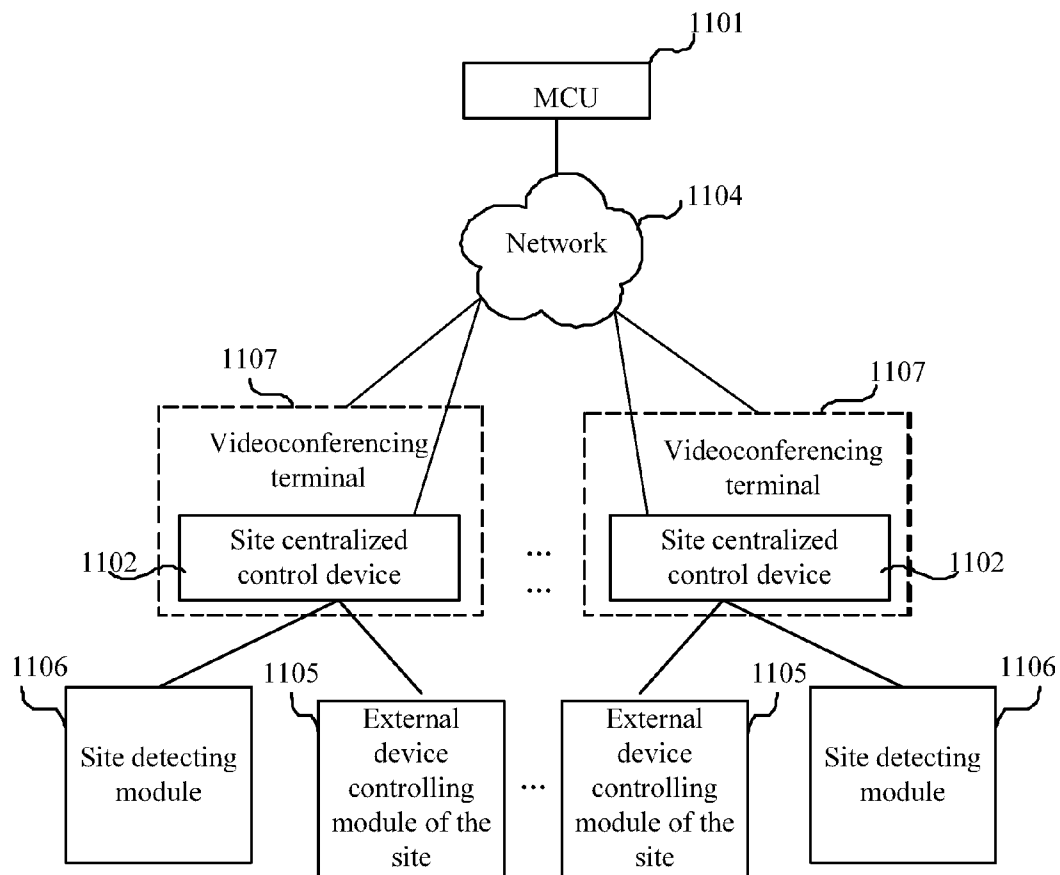 1101
MCU
1104
Network
1107
1107
Videoconferencing
terminal
Videoconferencing
terminal
Site centralized
control device
1102
...
...
Site centralized
control device
1102
1106
1105
1105
1106
Site detecting
module
External
device
controlling
module of the
site
...
External
device
controlling
module of the
site
Site detecting
module